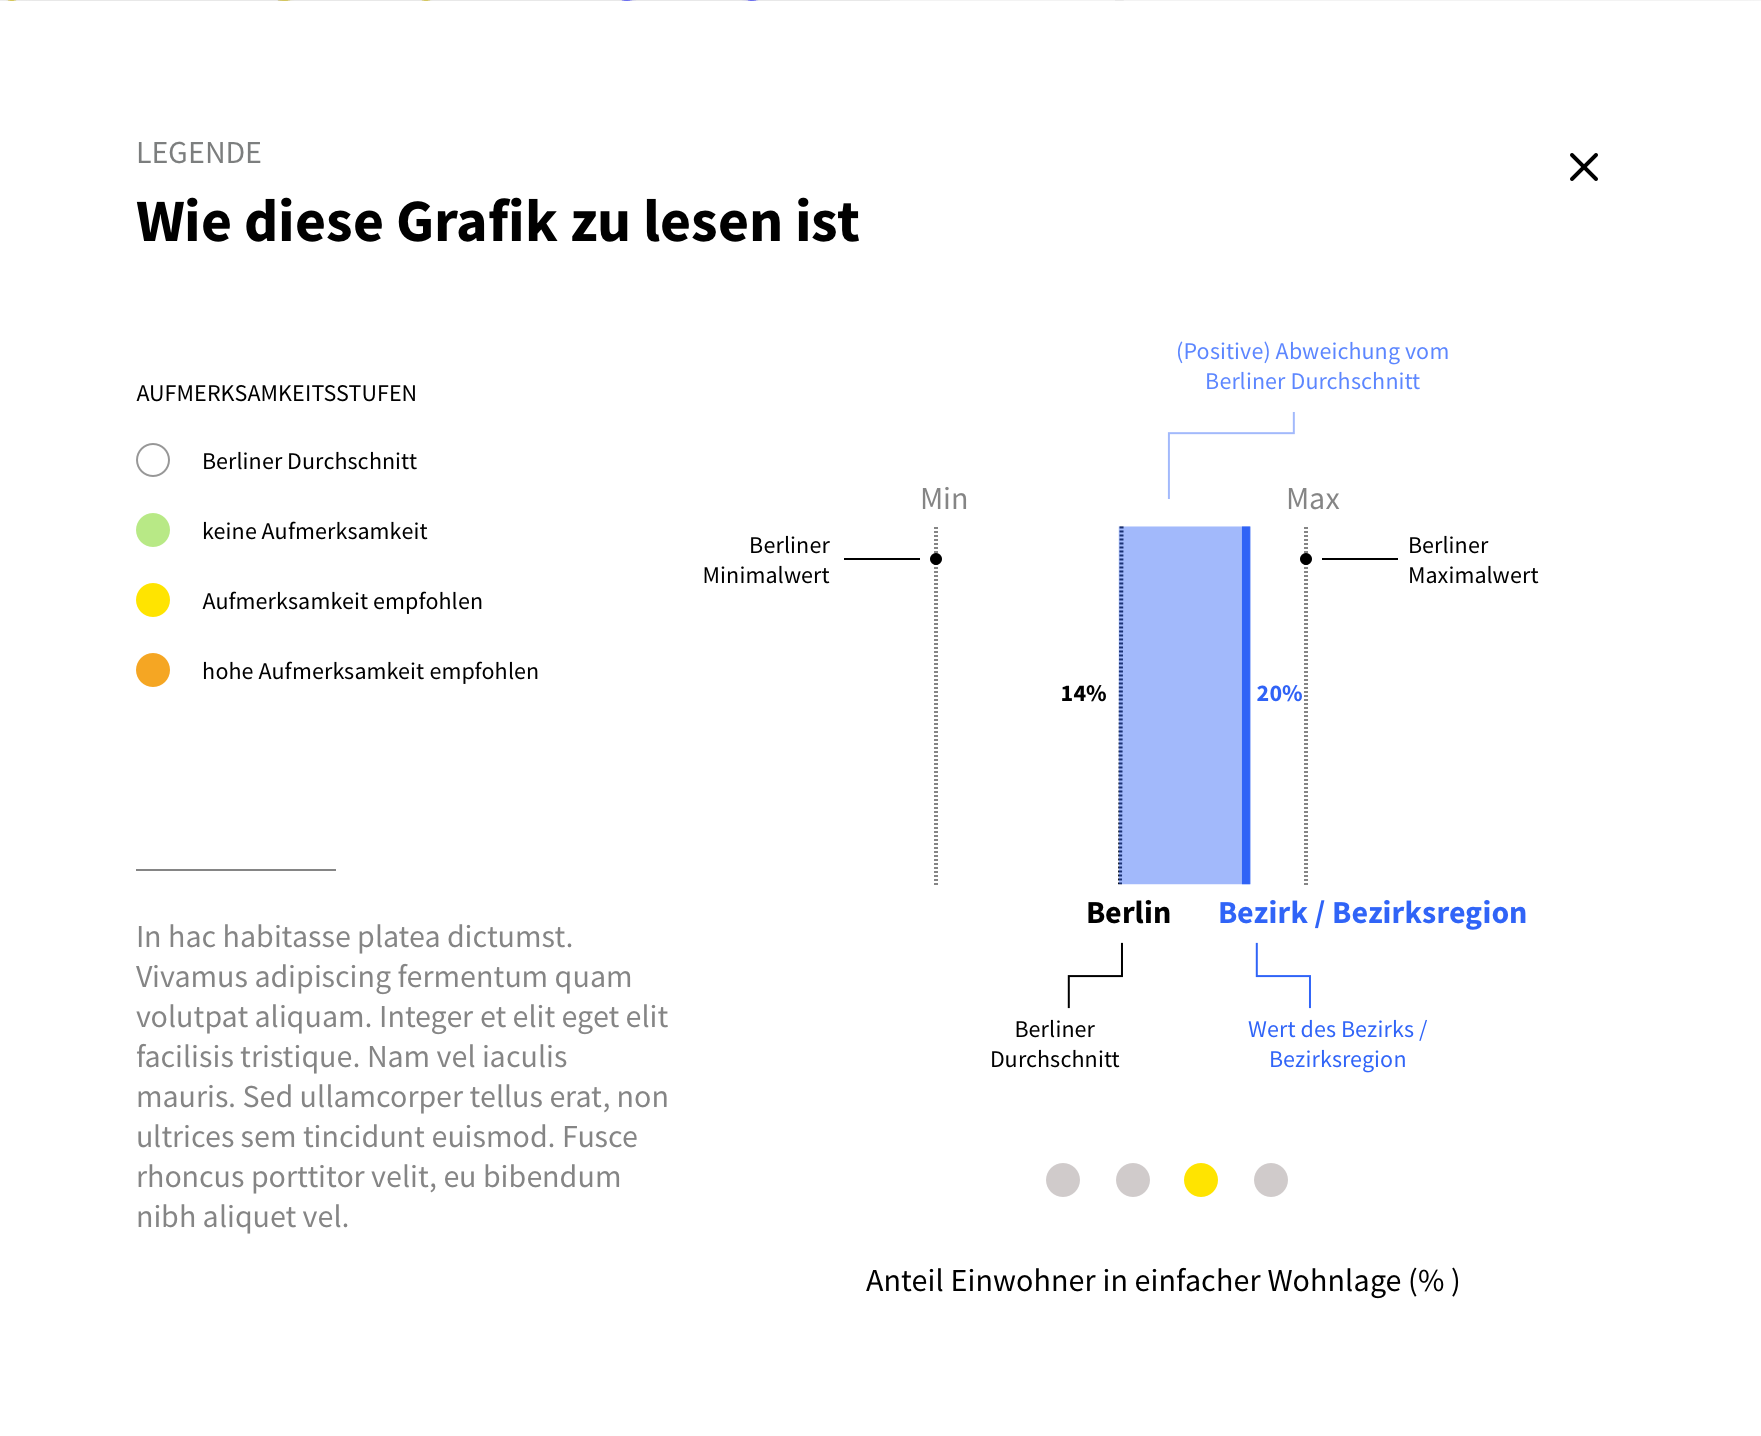 LEGENDE
Wie diese Grafik zu lesen ist
AUFMERKSAMKEITSSTUFEN
Berliner Durchschnitt
keine Aufmerksamkeit
Aufmerksamkeit empfohlen
hohe Aufmerksamkeit empfohlen
In hac habitasse platea dictumst.
Vivamus adipiscing fermentum quam
volutpat aliquam. Integer et elit eget elit
facilisis tristique. Nam vel iaculis
mauris. Sed ullamcorper tellus erat, non
ultrices sem tincidunt euismod. Fusce
rhoncus porttitor velit, eu bibendum
nibh aliquet vel.
(Positive) Abweichung vom
Berliner Durchschnitt
Min
Max
Berliner
Minimalwert
Berliner
Maximalwert
14%
20%
Berlin
Bezirk / Bezirksregion
Berliner
Durchschnitt
Wert des Bezirks /
Bezirksregion
Anteil Einwohner in einfacher Wohnlage (% )